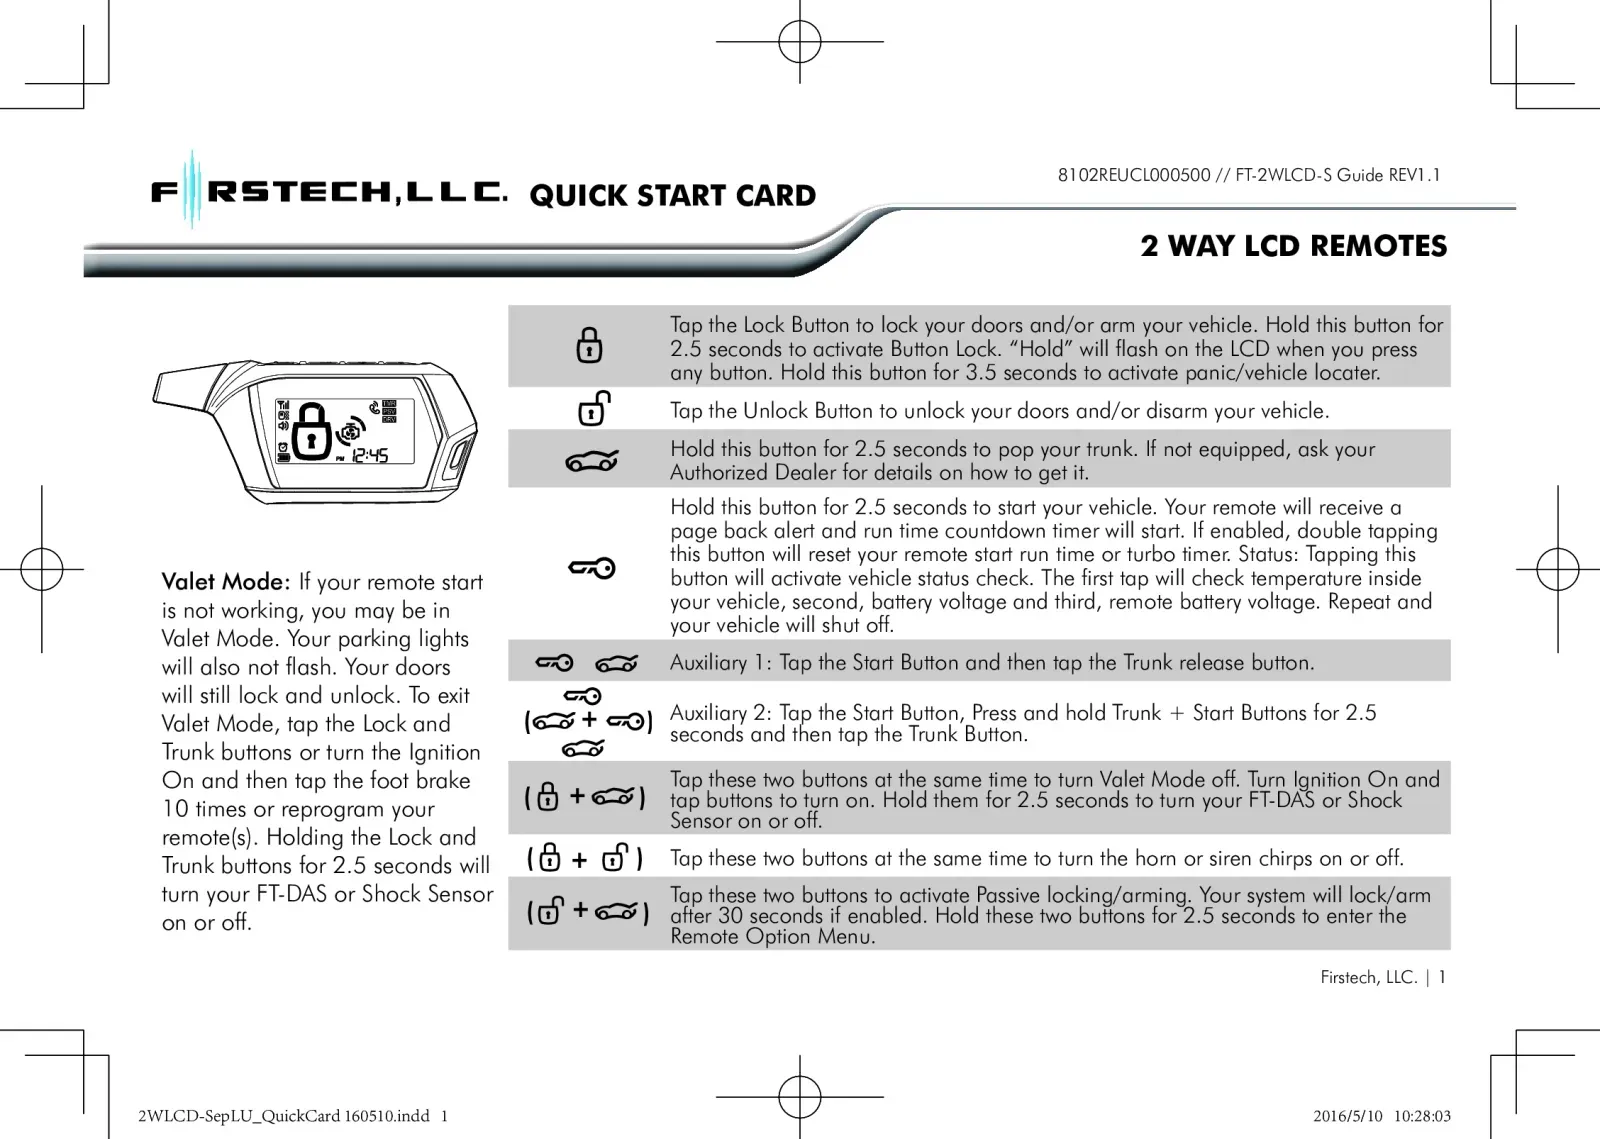 FIRSTECH, LLC. QUICK START CARD
8102REUCL000500 // FT-2WLCD-S Guide REV1.1
2 WAY LCD REMOTES
PM 12:45
Valet Mode: If your remote start
is not working, you may be in
Valet Mode. Your parking lights
will also not flash. Your doors
will still lock and unlock. To exit
Valet Mode, tap the Lock and
Trunk buttons or turn the Ignition
On and then tap the foot brake
10 times or reprogram your
remote(s). Holding the Lock and
Trunk buttons for 2.5 seconds will
turn your FT-DAS or Shock Sensor
on or off.
Tap the Lock Button to lock your doors and/or arm your vehicle. Hold this button for
2.5 seconds to activate Button Lock. “Hold” will flash on the LCD when you press
any button. Hold this button for 3.5 seconds to activate panic/vehicle locater.
Tap the Unlock Button to unlock your doors and/or disarm your vehicle.
Hold this button for 2.5 seconds to pop your trunk. If not equipped, ask your
Authorized Dealer for details on how to get it.
Hold this button for 2.5 seconds to start your vehicle. Your remote will receive a
page back alert and run time countdown timer will start. If enabled, double tapping
this button will reset your remote start run time or turbo timer. Status: Tapping this
button will activate vehicle status check. The first tap will check temperature inside
your vehicle, second, battery voltage and third, remote battery voltage. Repeat and
your vehicle will shut off.
Auxiliary 1: Tap the Start Button and then tap the Trunk release button.
( + )
Auxiliary 2: Tap the Start Button, Press and hold Trunk + Start Buttons for 2.5
seconds and then tap the Trunk Button.
( + )
Tap these two buttons at the same time to turn Valet Mode off. Turn Ignition On and
tap buttons to turn on. Hold them for 2.5 seconds to turn your FT-DAS or Shock
Sensor on or off.
( + )
Tap these two buttons at the same time to turn the horn or siren chirps on or off.
( + )
Tap these two buttons to activate Passive locking/arming. Your system will lock/arm
after 30 seconds if enabled. Hold these two buttons for 2.5 seconds to enter the
Remote Option Menu.
Firstech, LLC. | 1
2WLCD-SepLU_QuickCard 160510.indd 1
2016/5/10 10:28:03